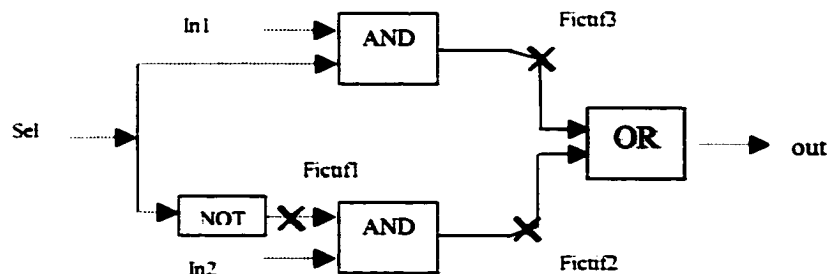 In1
AND
Fictif3
Sel
OR
out
Fictif1
NOT
AND
In2
Fictif2